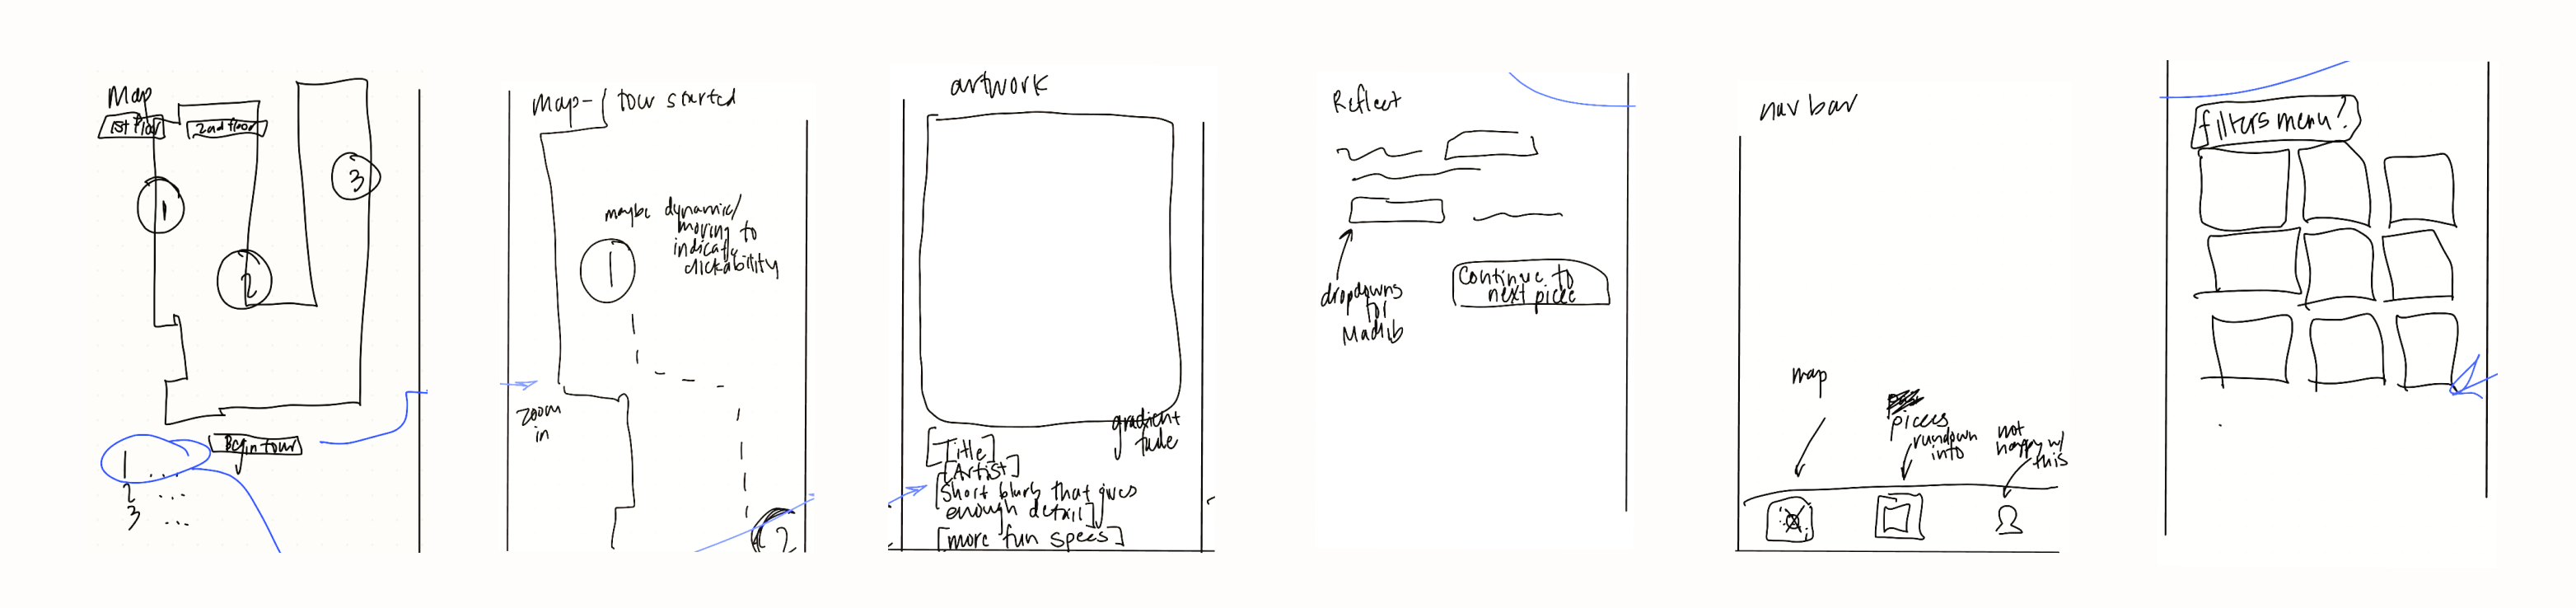 Map
1st floor
2nd floor
1
2
3
Begin tour
1 ...
2 ...
3 ...
Map - tour started
maybe dynamic/
moving to
indicate
clickability
1
zoom
in
2
artwork
gradient
fade
[Title]
[Artist]
[short blurb that gives
enough detail]
[more fun specs]
Reflect
dropdowns
for
Madlib
Continue to
next piece
nav bar
map
pieces
rundown
into
not
happy w/
this
filters menu?